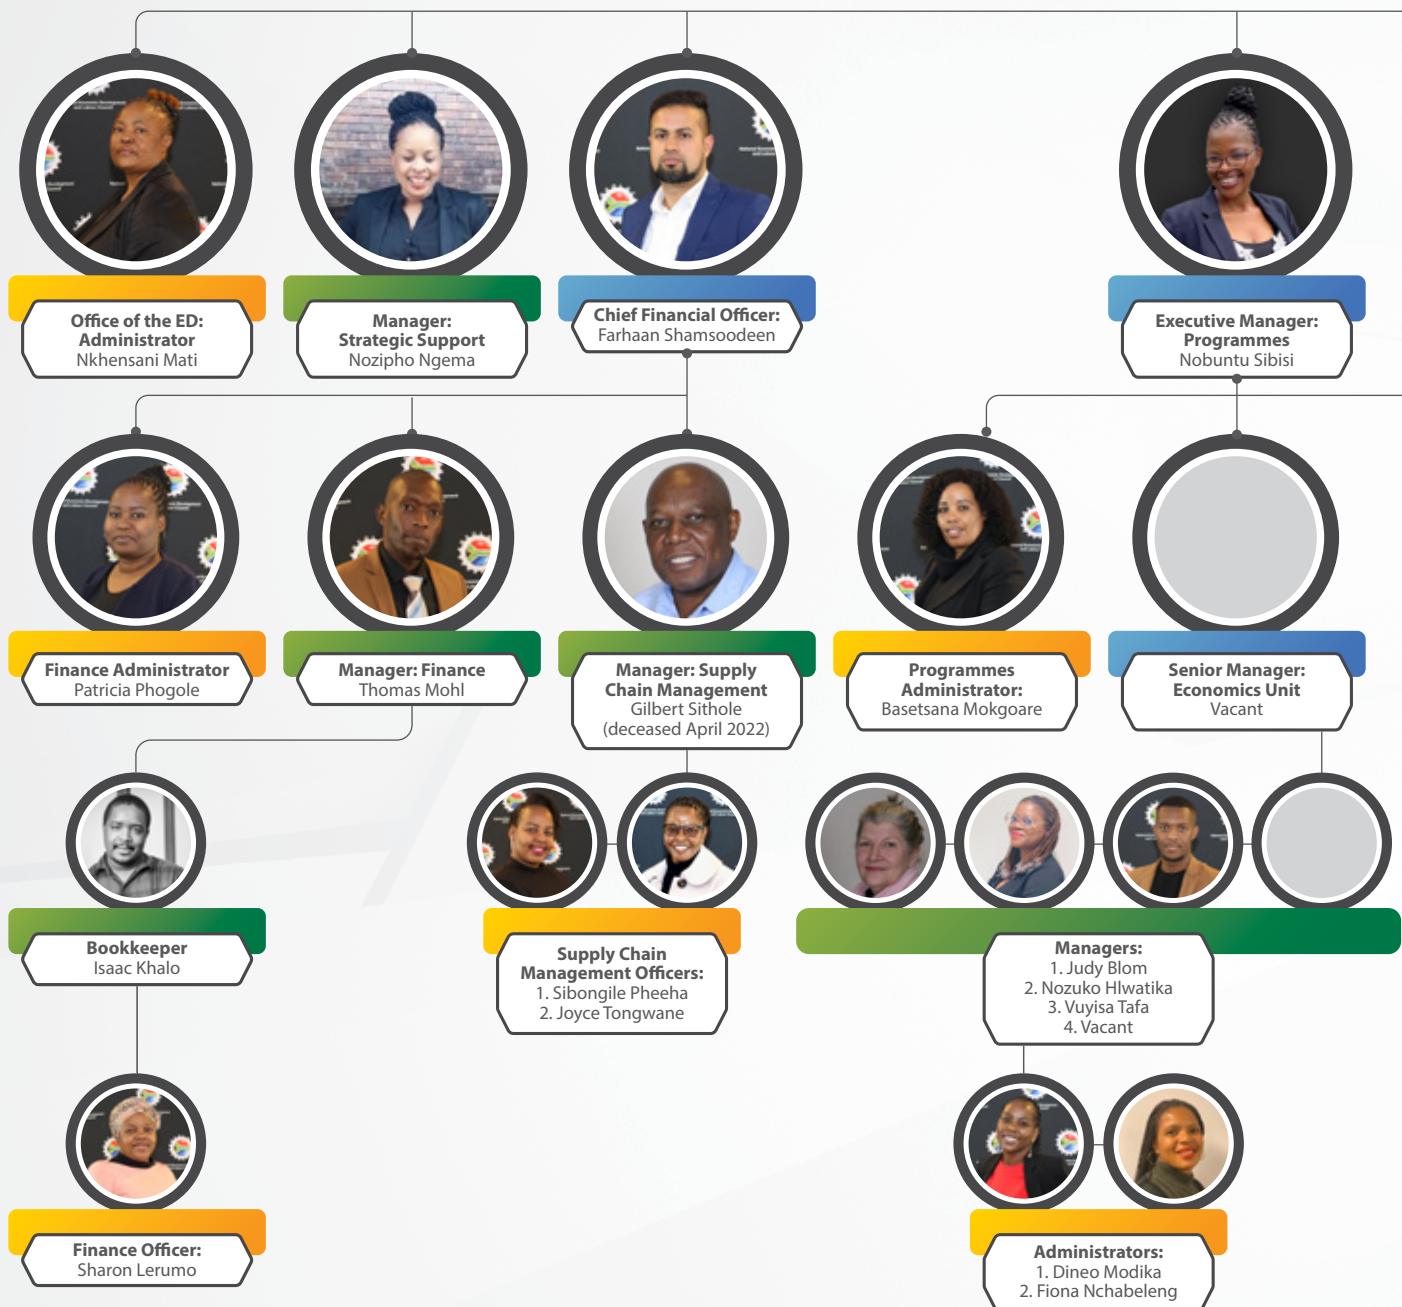 Office of the ED:
Administrator
Nkhensani Mati
Manager:
Strategic Support
Nozipho Ngema
Chief Financial Officer:
Farhaan Shamsoodeen
Executive Manager:
Programmes
Nobuntu Sibisi
Finance Administrator
Patricia Phogole
Manager: Finance
Thomas Mohl
Manager: Supply
Chain Management
Gilbert Sithole
(deceased April 2022)
Programmes
Administrator:
Basetsana Mokgoare
Senior Manager:
Economics Unit
Vacant
Bookkeeper
Isaac Khalo
Supply Chain
Management Officers:
1. Sibongile Pheeha
2. Joyce Tongwane
Managers:
1. Judy Blom
2. Nozuko Hlwatika
3. Vuyisa Tafa
4. Vacant
Finance Officer:
Sharon Lerumo
Administrators:
1. Dineo Modika
2. Fiona Nchabeleng